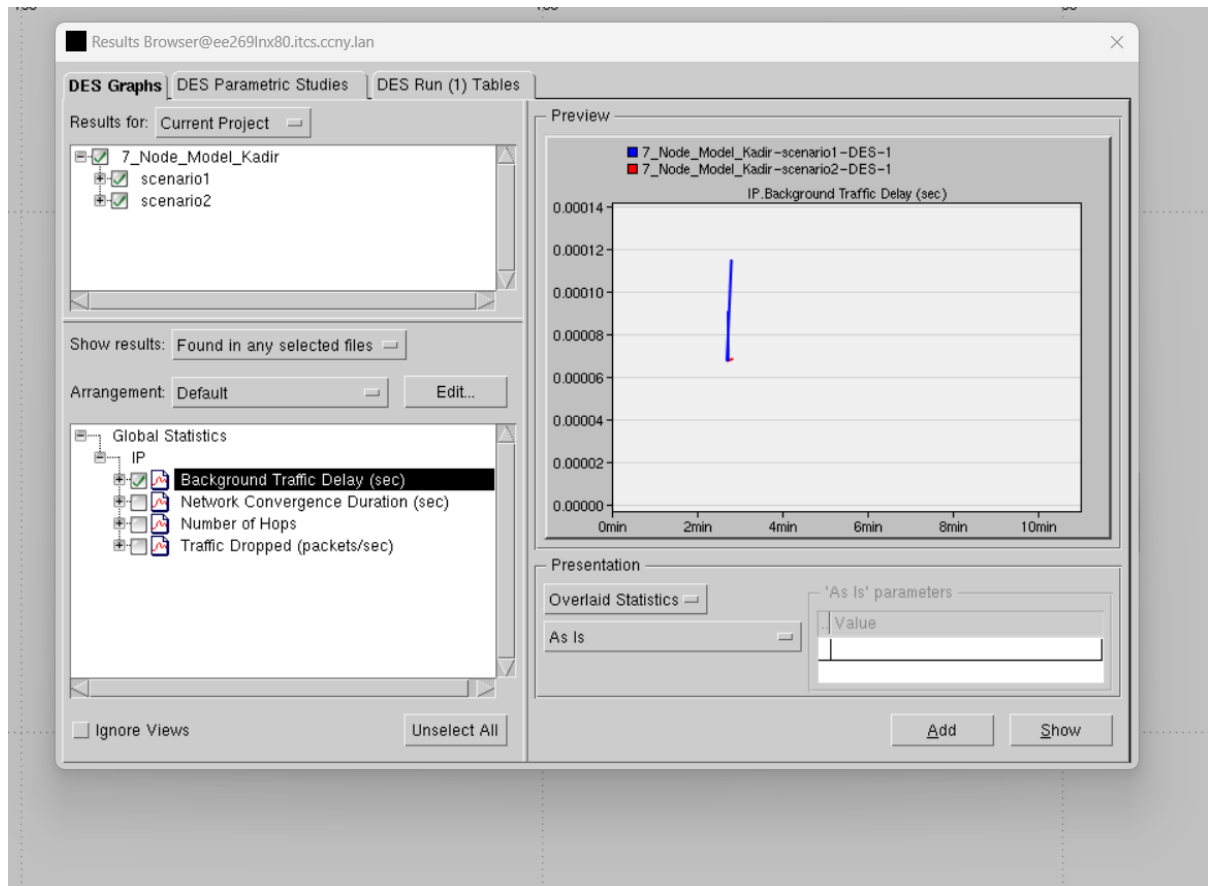 Results Browser@ee269lnx80.itcs.ccny.lan
DES Graphs
DES Parametric Studies
DES Run (1) Tables
Results for:
Current Project
7_Node_Model_Kadir
scenario1
scenario2
Show results:
Found in any selected files
Arrangement:
Default
Edit...
Global Statistics
IP
Background Traffic Delay (sec)
Network Convergence Duration (sec)
Number of Hops
Traffic Dropped (packets/sec)
Ignore Views
Unselect All
Preview
7_Node_Model_Kadir-scenario1-DES-1
7_Node_Model_Kadir-scenario2-DES-1
IP.Background Traffic Delay (sec)
0.00014
0.00012
0.00010
0.00008
0.00006
0.00004
0.00002
0.00000
0min 2min 4min 6min 8min 10min
Presentation
Overlaid Statistics
As Is
'As Is' parameters
.. Value
Add
Show